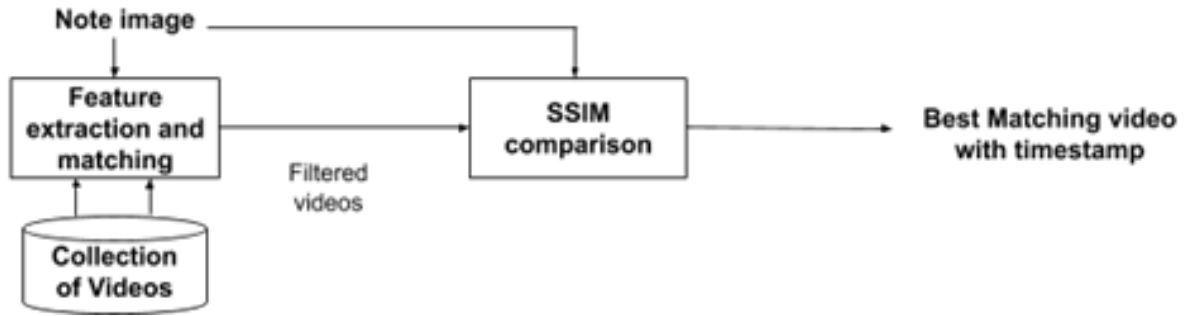 Note image
Feature
extraction and
matching
SSIM
comparison
Best Matching video
with timestamp
Filtered
videos
Collection
of Videos